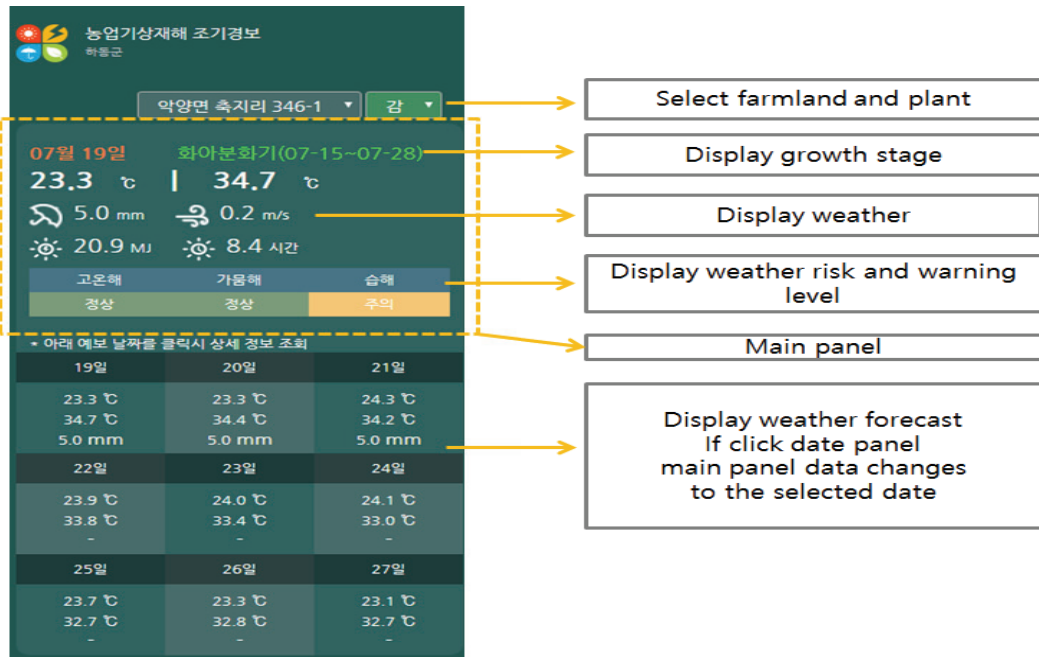 농업기상재해 조기경보
하동군
악양면 축지리 346-1 ▼ 감 ▼
Select farmland and plant
07월 19일 화아분화기(07-15~07-28)
Display growth stage
23.3 ℃ | 34.7 ℃
5.0 mm 0.2 m/s
Display weather
20.9 MJ 8.4 시간
고온해 가뭄해 습해
정상 정상 주의
Display weather risk and warning
level
* 아래 예보 날짜를 클릭시 상세 정보 조회
Main panel
19일 20일 21일
23.3 ℃ 23.3 ℃ 24.3 ℃
34.7 ℃ 34.4 ℃ 34.2 ℃
5.0 mm 5.0 mm 5.0 mm
22일 23일 24일
23.9 ℃ 24.0 ℃ 24.1 ℃
33.8 ℃ 33.4 ℃ 33.0 ℃
- - -
25일 26일 27일
23.7 ℃ 23.3 ℃ 23.1 ℃
32.7 ℃ 32.8 ℃ 32.7 ℃
- - -
Display weather forecast
If click date panel
main panel data changes
to the selected date